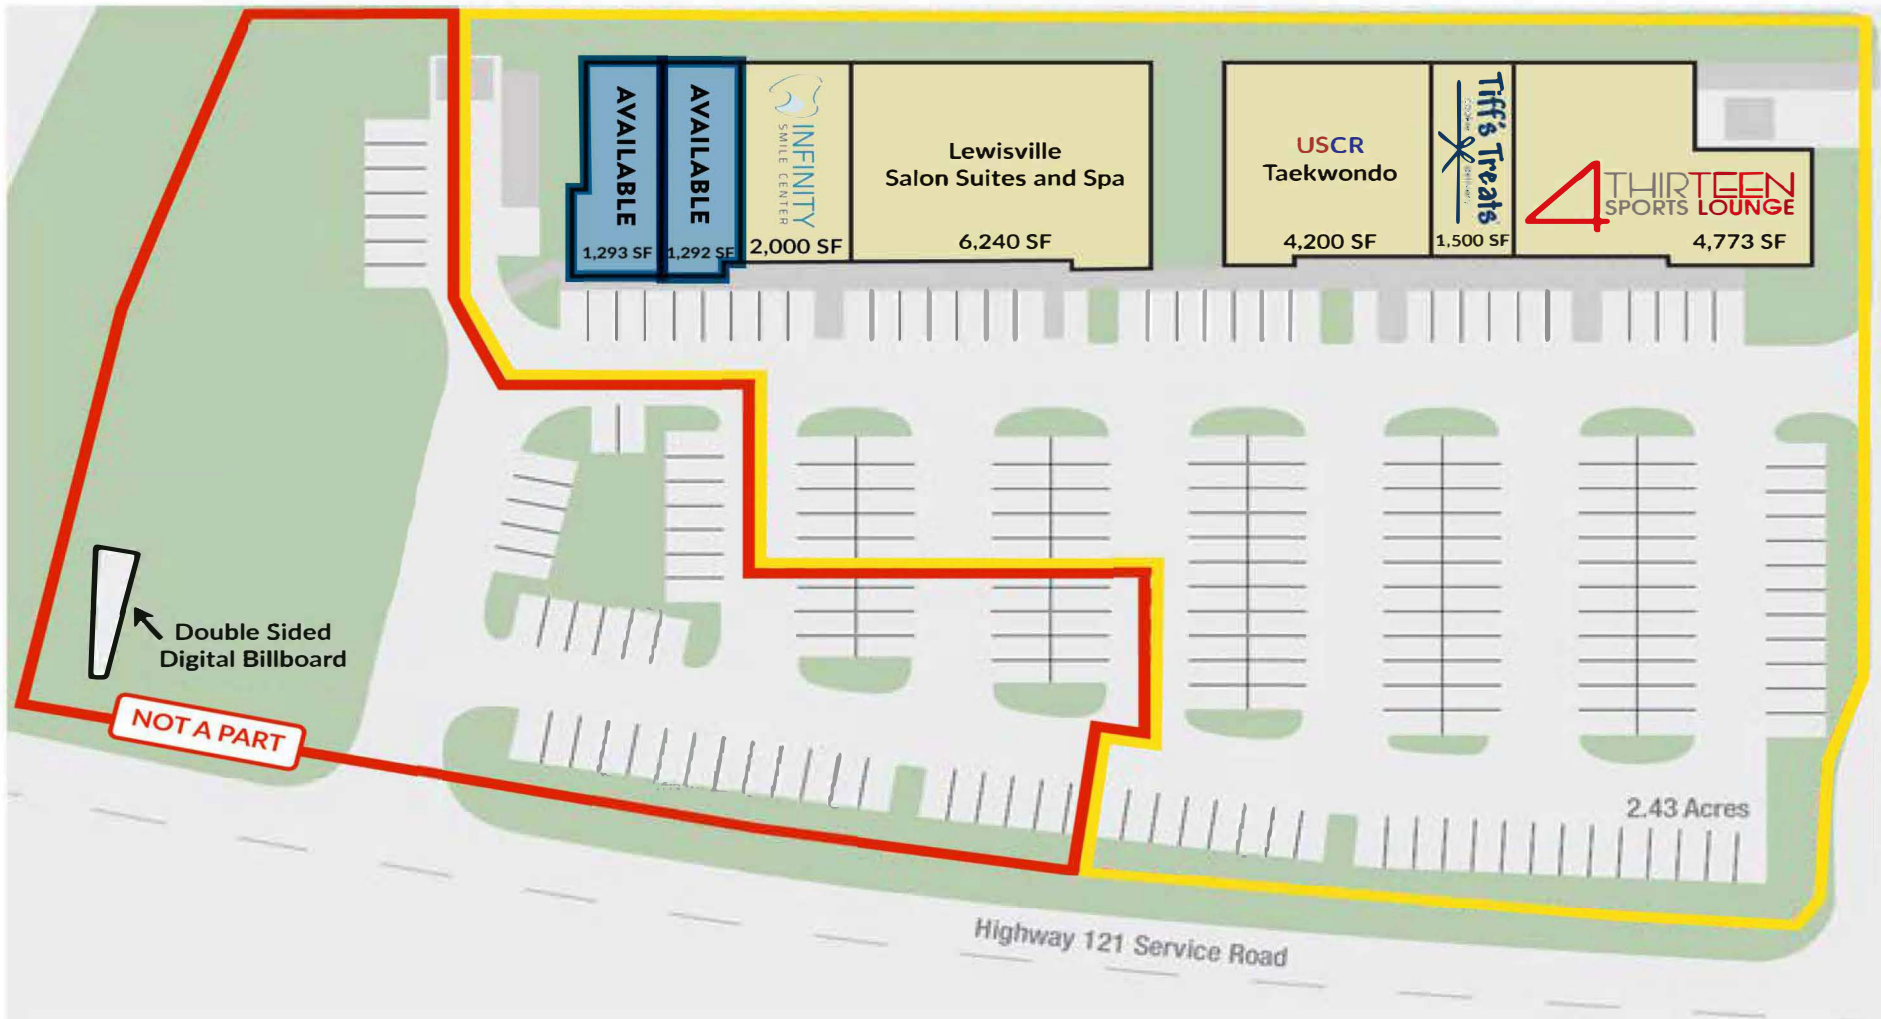 AVAILABLE
1,293 SF
AVAILABLE
1,292 SF
INFINITY
SMILE CENTER
2,000 SF
Lewisville
Salon Suites and Spa
6,240 SF
USCR
Taekwondo
4,200 SF
Tiff's Treats
cookie delivery
1,500 SF
4 THIRTEEN
SPORTS LOUNGE
4,773 SF
Double Sided
Digital Billboard
NOT A PART
2.43 Acres
Highway 121 Service Road